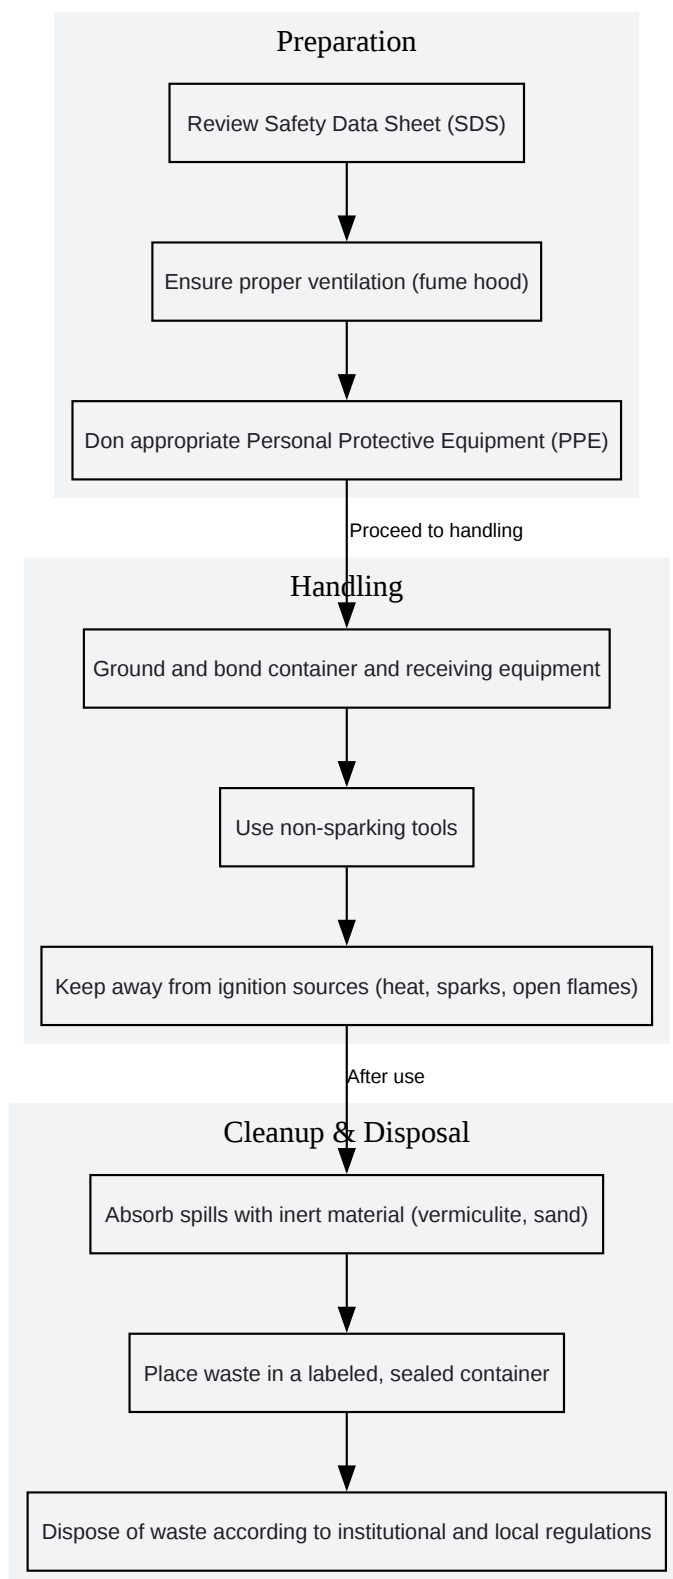 Preparation
Review Safety Data Sheet (SDS)
Ensure proper ventilation (fume hood)
Don appropriate Personal Protective Equipment (PPE)
Proceed to handling
Handling
Ground and bond container and receiving equipment
Use non-sparking tools
Keep away from ignition sources (heat, sparks, open flames)
After use
Cleanup & Disposal
Absorb spills with inert material (vermiculite, sand)
Place waste in a labeled, sealed container
Dispose of waste according to institutional and local regulations